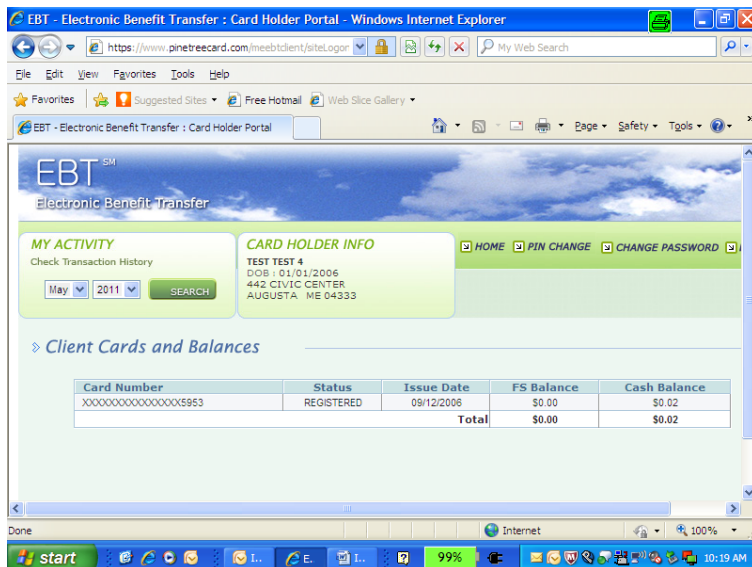 EBT - Electronic Benefit Transfer : Card Holder Portal - Windows Internet Explorer
https://www.pinetreecard.com/meebtclient/siteLogor
My Web Search
File Edit View Favorites Tools Help
Favorites Suggested Sites Free Hotmail Web Slice Gallery
EBT - Electronic Benefit Transfer : Card Holder Portal
Page Safety Tools
EBT SM
Electronic Benefit Transfer
MY ACTIVITY
Check Transaction History
May 2011 SEARCH
CARD HOLDER INFO
TEST TEST 4
DOB : 01/01/2006
442 CIVIC CENTER
AUGUSTA ME 04333
HOME PIN CHANGE CHANGE PASSWORD
Client Cards and Balances
Card Number Status Issue Date FS Balance Cash Balance
XXXXXXXXXXXXXXX5953 REGISTERED 09/12/2006 $0.00 $0.02
Total $0.00 $0.02
Done Internet 100%
start I... E. I... 99% 10:19 AM